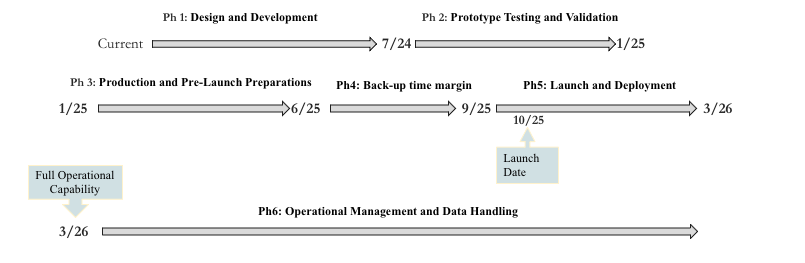 Ph 1: Design and Development
Ph 2: Prototype Testing and Validation
Current
7/24
1/25
Ph 3: Production and Pre-Launch Preparations
Ph4: Back-up time margin
Ph5: Launch and Deployment
1/25
6/25
9/25
3/26
10/25
Launch
Date
Full Operational
Capability
Ph6: Operational Management and Data Handling
3/26